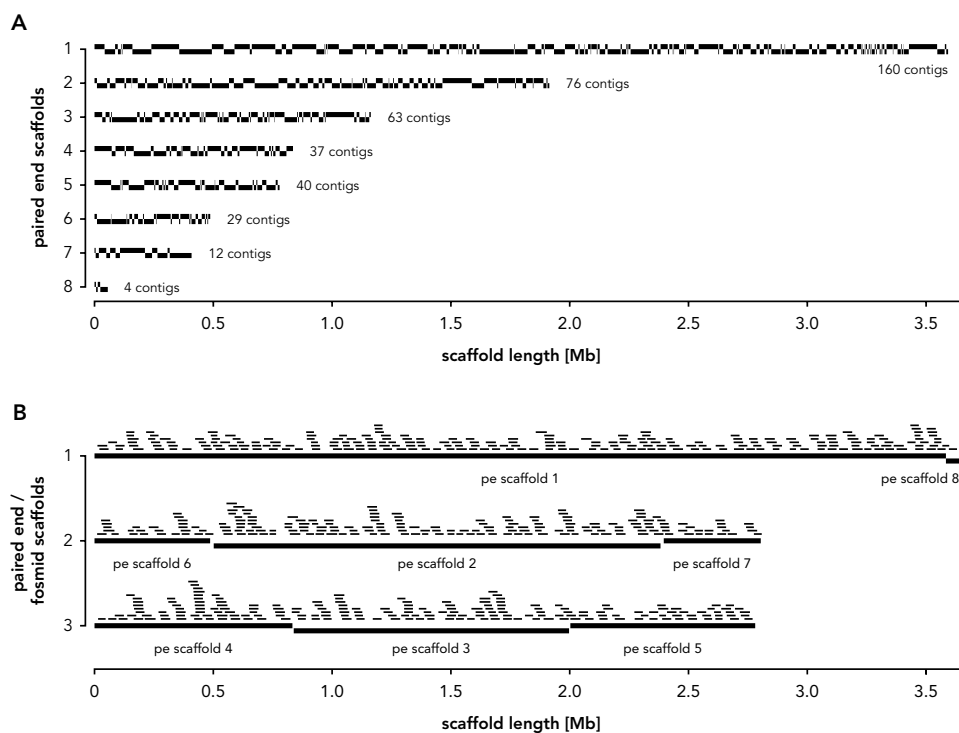 A
paired end scaffolds
1
160 contigs
2
76 contigs
3
63 contigs
4
37 contigs
5
40 contigs
6
29 contigs
7
12 contigs
8
4 contigs
0 0.5 1.0 1.5 2.0 2.5 3.0 3.5
scaffold length [Mb]
B
paired end /
fosmid scaffolds
1
pe scaffold 1 pe scaffold 8
2
pe scaffold 6 pe scaffold 2 pe scaffold 7
3
pe scaffold 4 pe scaffold 3 pe scaffold 5
0 0.5 1.0 1.5 2.0 2.5 3.0 3.5
scaffold length [Mb]